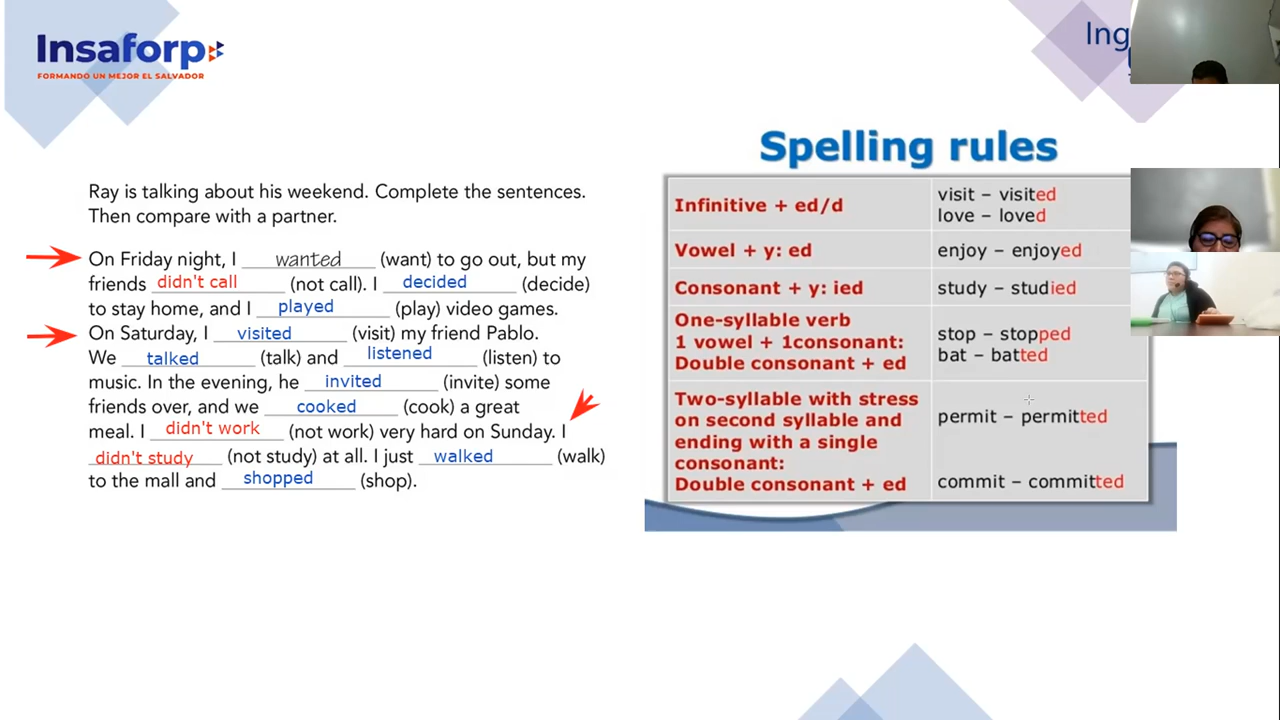 Insaforp
FORMANDO UN MEJOR EL SALVADOR
Ing
Ray is talking about his weekend. Complete the sentences.
Then compare with a partner.
On Friday night, I wanted (want) to go out, but my
friends didn't call (not call). I decided (decide)
to stay home, and I played (play) video games.
On Saturday, I visited (visit) my friend Pablo.
We talked (talk) and listened (listen) to
music. In the evening, he invited (invite) some
friends over, and we cooked (cook) a great
meal. I didn't work (not work) very hard on Sunday. I
didn't study (not study) at all. I just walked (walk)
to the mall and shopped (shop).
Spelling rules
Infinitive + ed/d
visit – visited
love – loved
Vowel + y: ed
enjoy – enjoyed
Consonant + y: ied
study – studied
One-syllable verb
1 vowel + 1consonant:
Double consonant + ed
stop – stopped
bat – batted
Two-syllable with stress
on second syllable and
ending with a single
consonant:
Double consonant + ed
permit – permitted
commit – committed